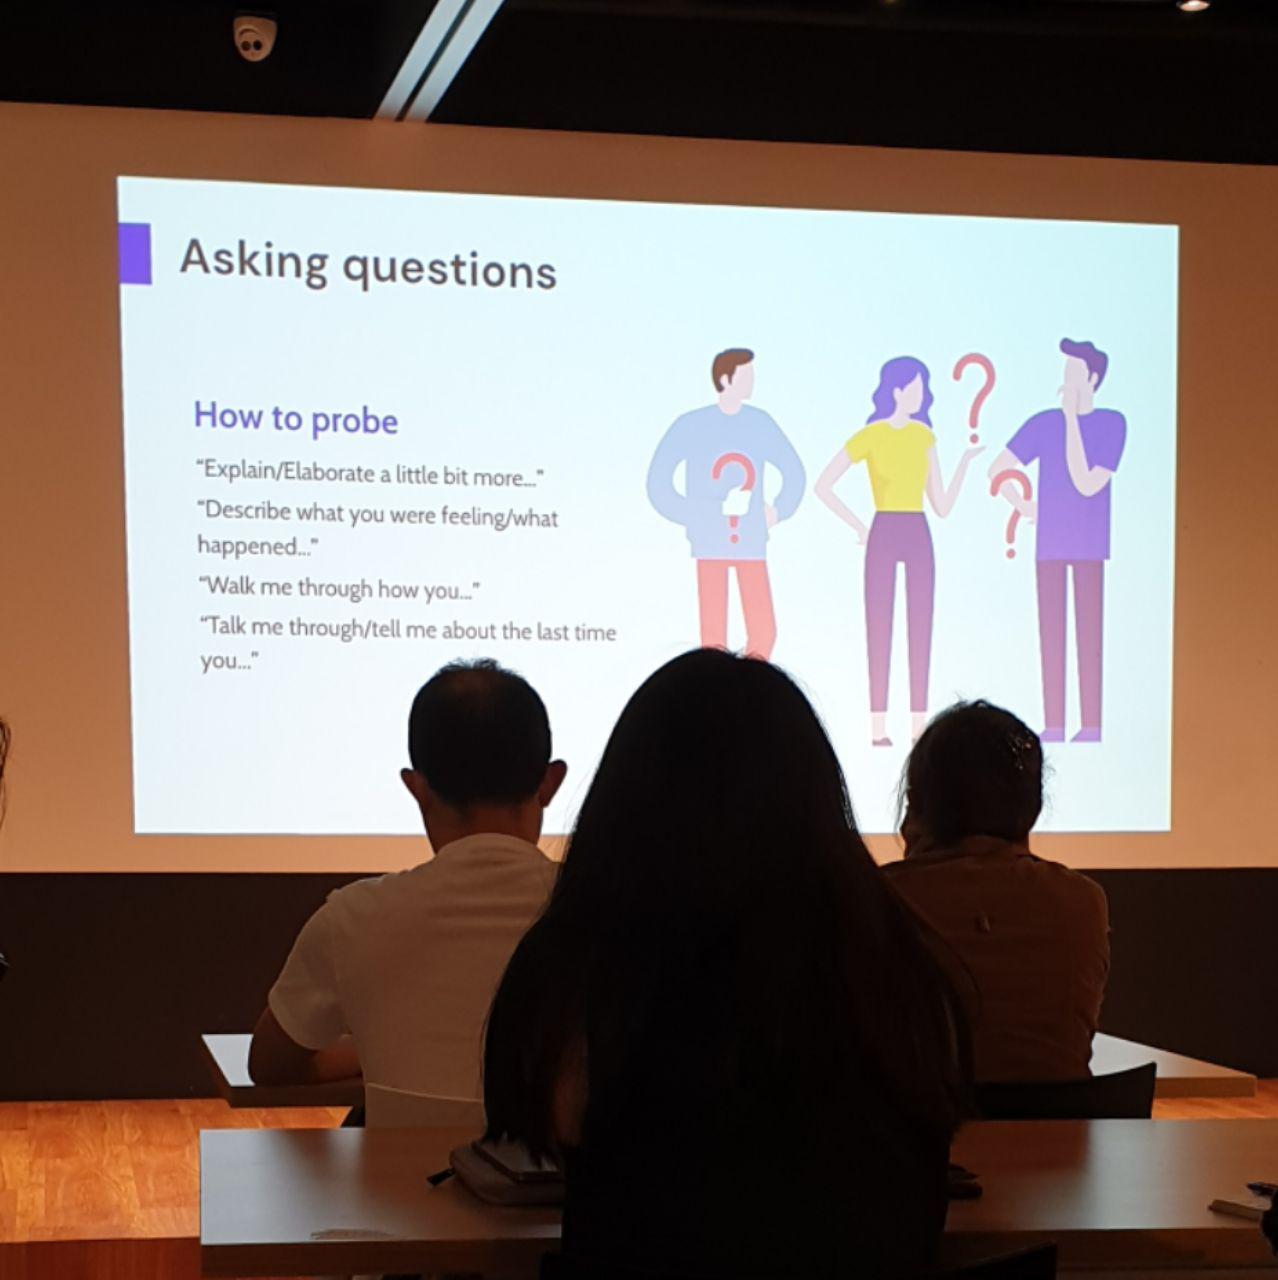 Asking questions
How to probe
“Explain/Elaborate a little bit more...”
“Describe what you were feeling/what
happened...”
“Walk me through how you...”
“Talk me through/tell me about the last time
you...”